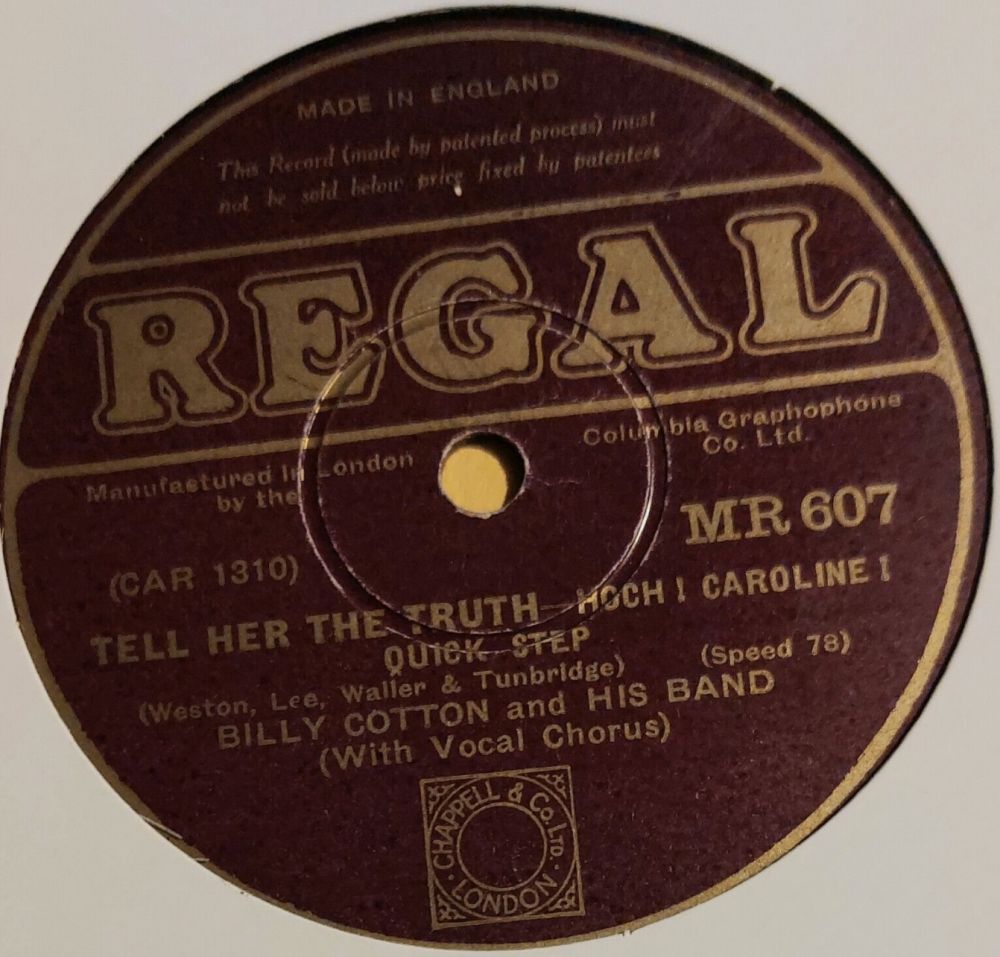 MADE IN ENGLAND
This Record (made by patented process) must
not be sold below price fixed by patentees
REGAL
Manufactured In London
by the
Columbia Graphophone
Co. Ltd.
MR 607
(CAR 1310)
TELL HER THE TRUTH—HOCH! CAROLINE!
QUICK STEP
(Speed 78)
(Weston, Lee, Waller & Tunbridge)
BILLY COTTON and HIS BAND
(With Vocal Chorus)
CHAPPELL & Co. LTD.
LONDON